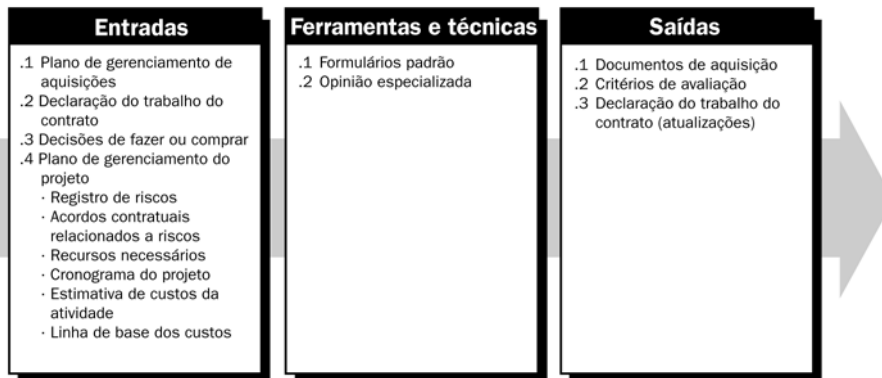 Entradas
.1 Plano de gerenciamento de
aquisições
.2 Declaração do trabalho do
contrato
.3 Decisões de fazer ou comprar
.4 Plano de gerenciamento do
projeto
· Registro de riscos
· Acordos contratuais
relacionados a riscos
· Recursos necessários
· Cronograma do projeto
· Estimativa de custos da
atividade
· Linha de base dos custos
Ferramentas e técnicas
.1 Formulários padrão
.2 Opinião especializada
Saídas
.1 Documentos de aquisição
.2 Critérios de avaliação
.3 Declaração do trabalho do
contrato (atualizações)